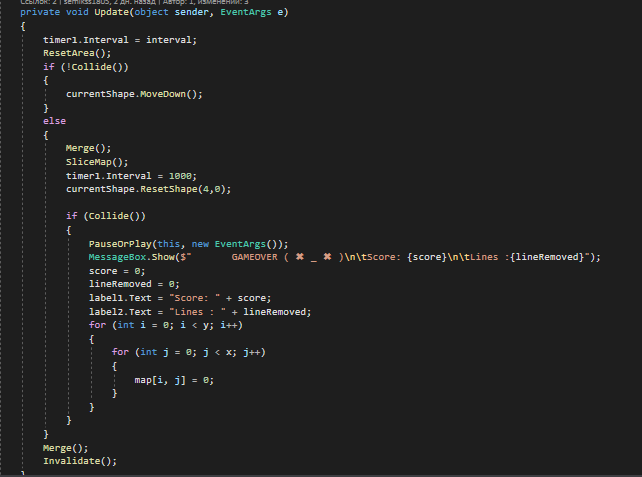 Ссылок: 2 | semikss1805, 2 дн. назад | Автор: 1, изменений: 3
private void Update(object sender, EventArgs e)
{
timer1.Interval = interval;
ResetArea();
if (!Collide())
{
currentShape.MoveDown();
}
else
{
Merge();
SliceMap();
timer1.Interval = 1000;
currentShape.ResetShape(4,0);
if (Collide())
{
PauseOrPlay(this, new EventArgs());
MessageBox.Show($"       GAMEOVER ( ✖ _ ✖ )\n\tScore: {score}\n\tLines :{lineRemoved}");
score = 0;
lineRemoved = 0;
label1.Text = "Score: " + score;
label2.Text = "Lines : " + lineRemoved;
for (int i = 0; i < y; i++)
{
for (int j = 0; j < x; j++)
{
map[i, j] = 0;
}
}
}
}
Merge();
Invalidate();
}